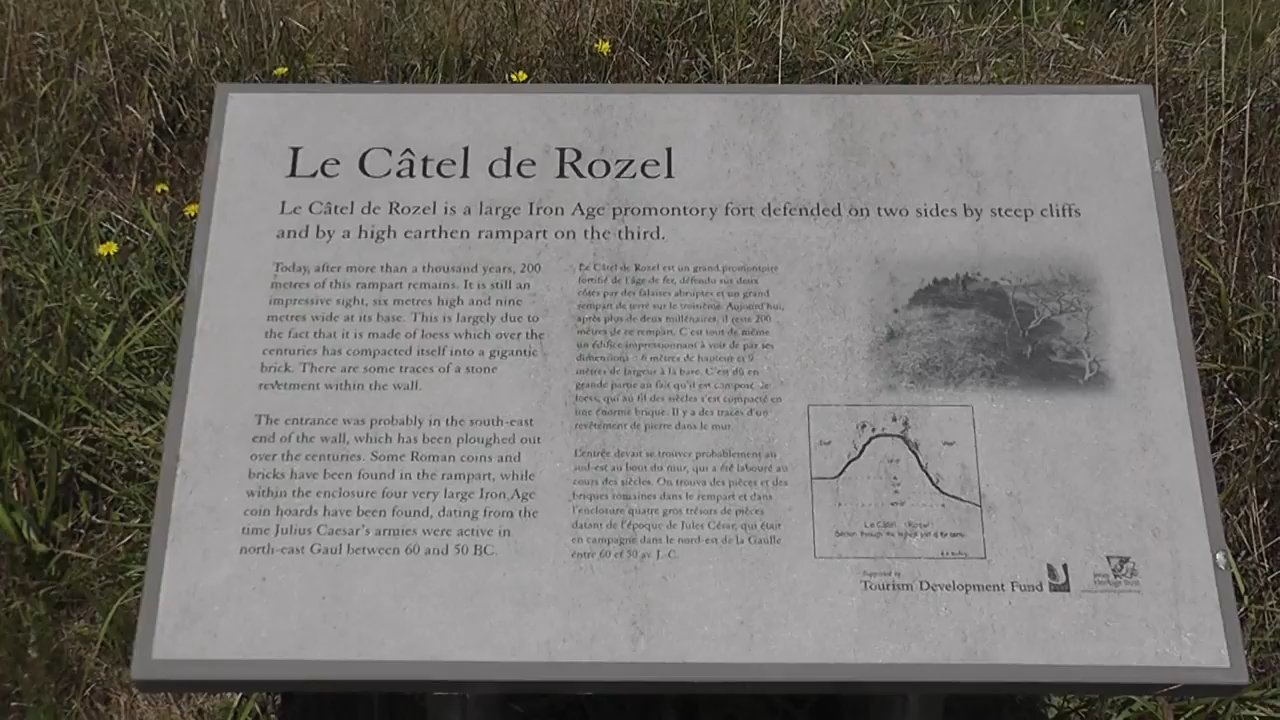 Le Câtel de Rozel
Le Câtel de Rozel is a large Iron Age promontory fort defended on two sides by steep cliffs
and by a high earthen rampart on the third.
Today, after more than a thousand years, 200
metres of this rampart remains. It is still an
impressive sight, six metres high and nine
metres wide at its base. This is largely due to
the fact that it is made of loess which over the
centuries has compacted itself into a gigantic
brick. There are some traces of a stone
revetment within the wall.
The entrance was probably in the south-east
end of the wall, which has been ploughed out
over the centuries. Some Roman coins and
bricks have been found in the rampart, while
within the enclosure four very large Iron Age
coin hoards have been found, dating from the
time Julius Caesar's armies were active in
north-east Gaul between 60 and 50 BC.
Le Câtel de Rozel est un grand promontoire
fortifié de l'âge de fer, défendu sur deux
côtés par des falaises abruptes et un grand
rempart de terre sur le troisième. Aujourd'hui,
après plus de deux millénaires, il reste 200
mètres de ce rempart. C'est tout de même
un édifice impressionnant à voir de par ses
dimensions : 6 mètres de hauteur et 9
mètres de largeur à la base. C'est dû en
grande partie au fait qu'il est composé de
loess, qui au fil des siècles s'est compacté en
une énorme brique. Il y a des traces d'un
revêtement de pierre dans le mur.
L'entrée devait se trouver probablement au
sud-est au bout du mur, qui a été labouré au
cours des siècles. On trouva des pièces et des
briques romaines dans le rempart et dans
l'enclosure quatre gros trésors de pièces
datant de l'époque de Jules César, qui était
en campagne dans le nord-est de la Gaulle
entre 60 et 50 av. J.-C.
Le Câtel (Rozel)
Section through the highest part of the
Supported by
Tourism Development Fund
Jersey
Heritage Trust